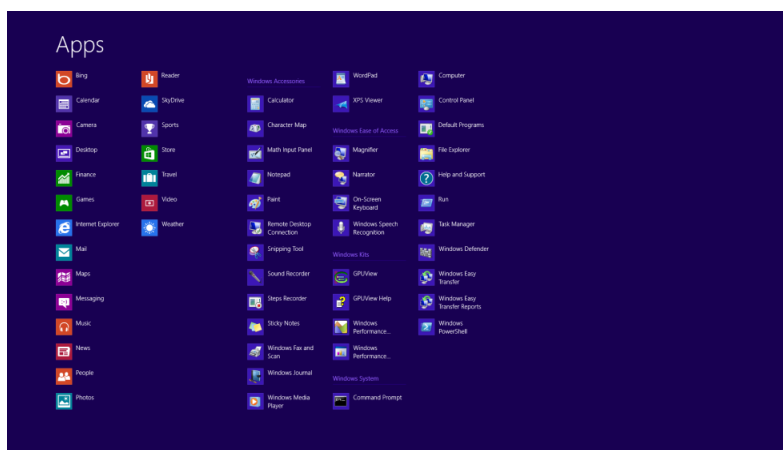 Apps
Bing
Calendar
Camera
Desktop
Finance
Games
Internet Explorer
Mail
Maps
Messaging
Music
News
People
Photos
Reader
SkyDrive
Sports
Store
Travel
Video
Weather
Windows Accessories
Calculator
Character Map
Math Input Panel
Notepad
Paint
Remote Desktop
Connection
Snipping Tool
Sound Recorder
Steps Recorder
Sticky Notes
Windows Fax and
Scan
Windows Journal
Windows Media
Player
WordPad
XPS Viewer
Windows Ease of Access
Magnifier
Narrator
On-Screen
Keyboard
Windows Speech
Recognition
Windows Kits
GPUView
GPUView Help
Windows
Performance...
Windows
Performance...
Windows System
Command Prompt
Computer
Control Panel
Default Programs
File Explorer
Help and Support
Run
Task Manager
Windows Defender
Windows Easy
Transfer
Windows Easy
Transfer Reports
Windows
PowerShell